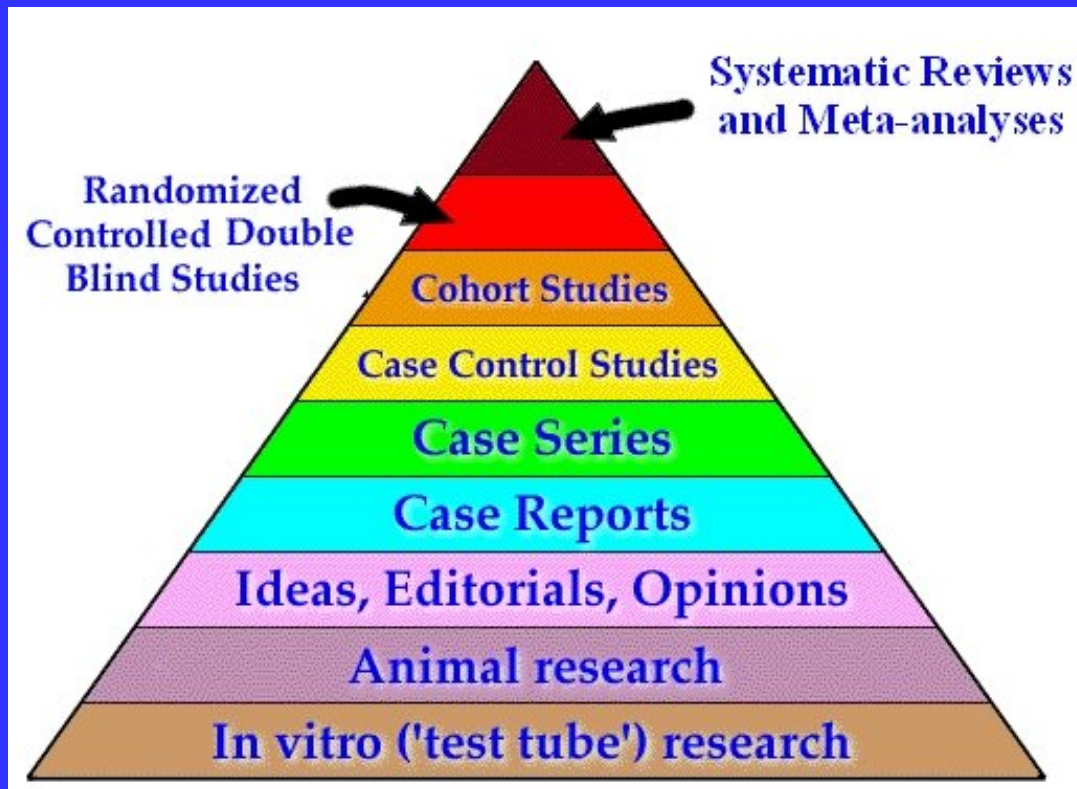 Systematic Reviews
and Meta-analyses
Randomized
Controlled Double
Blind Studies
Cohort Studies
Case Control Studies
Case Series
Case Reports
Ideas, Editorials, Opinions
Animal research
In vitro ('test tube') research